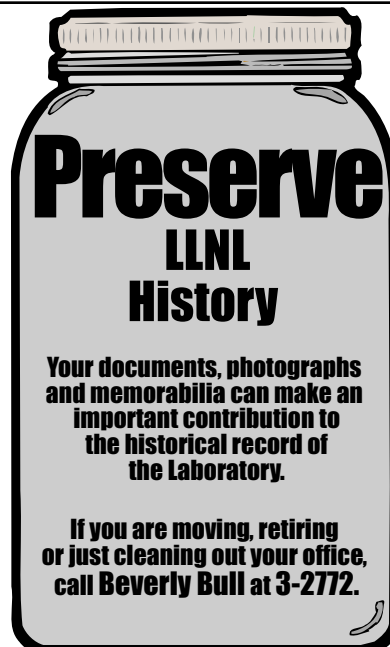 Preserve
LLNL
History
Your documents, photographs
and memorabilia can make an
important contribution to
the historical record of
the Laboratory.
If you are moving, retiring
or just cleaning out your office,
call Beverly Bull at 3-2772.